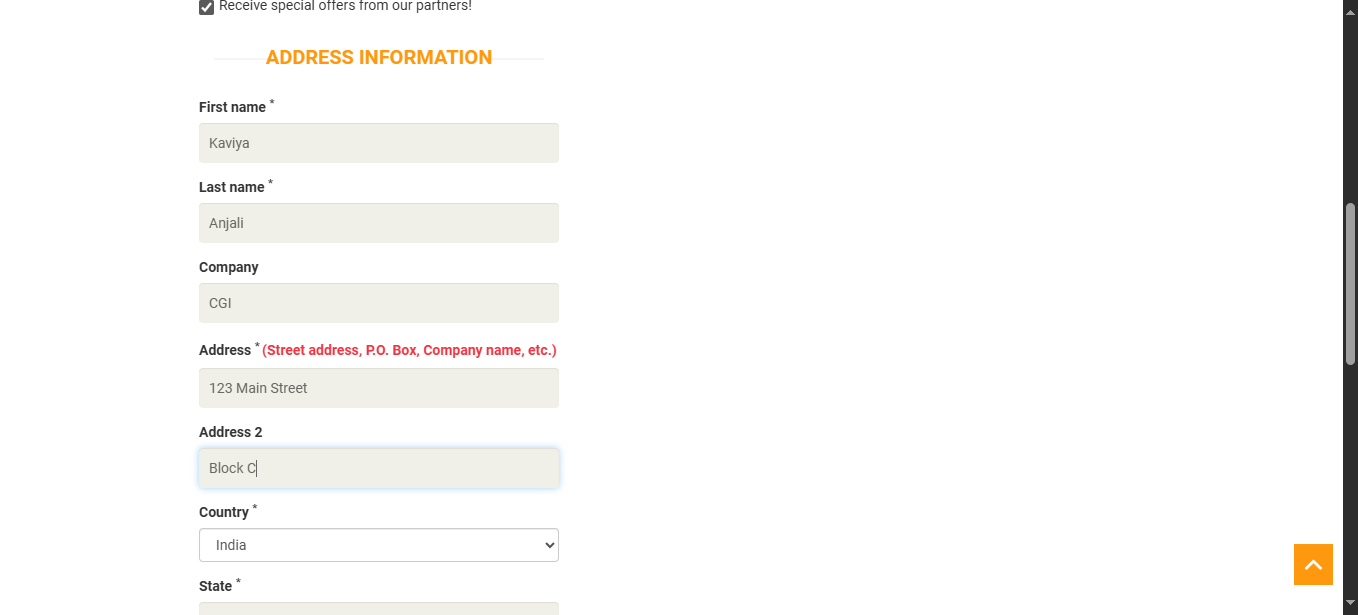 Receive special offers from our partners!
ADDRESS INFORMATION
First name *
Kaviya
Last name *
Anjali
Company
CGI
Address * (Street address, P.O. Box, Company name, etc.)
123 Main Street
Address 2
Block C
Country *
India
State *